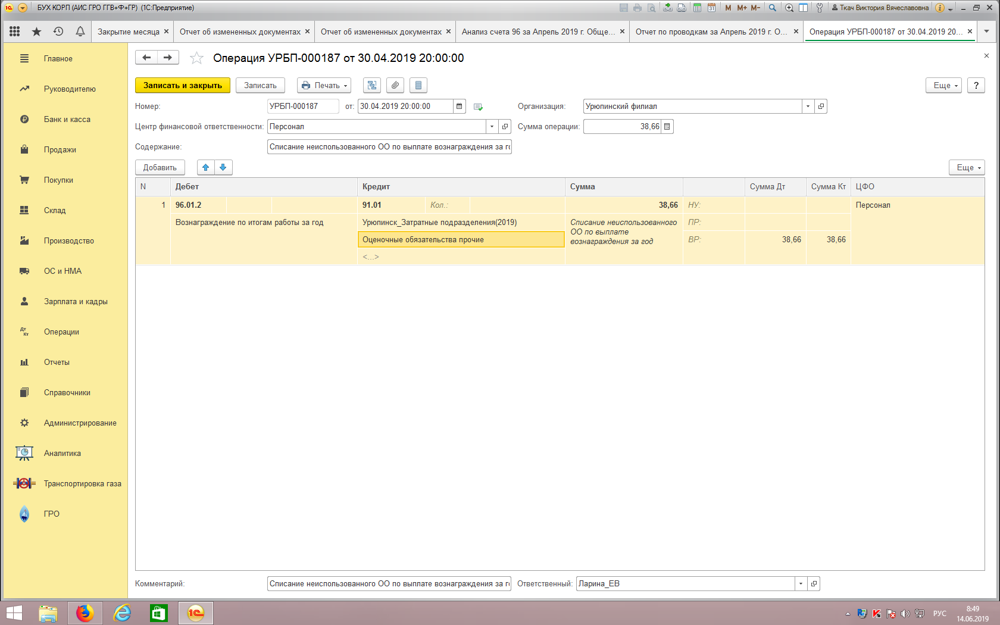 БУХ КОРП (АИС ГРО ГГВ+Ф+ГР) (1С:Предприятие)
M M+ M-
Ткач Виктория Вячеславовна
Закрытие месяца
Отчет об измененных документах
Отчет об измененных документах
Анализ счета 96 за Апрель 2019 г. Обще...
Отчет по проводкам за Апрель 2019 г. О...
Операция УРБП-000187 от 30.04.2019 20...
Главное
Руководителю
Банк и касса
Продажи
Покупки
Склад
Производство
ОС и НМА
Зарплата и кадры
Дт Кт
Операции
Отчеты
Справочники
Администрирование
Аналитика
Транспортировка газа
ГРО
Операция УРБП-000187 от 30.04.2019 20:00:00
Записать и закрыть Записать Печать Еще ?
Номер: УРБП-000187 от: 30.04.2019 20:00:00 Организация: Урюпинский филиал
Центр финансовой ответственности: Персонал Сумма операции: 38,66
Содержание: Списание неиспользованного ОО по выплате вознаграждения за
Добавить Еще
N Дебет Кредит Сумма Сумма Дт Сумма Кт ЦФО
1 96.01.2 91.01 Кол.: 38,66 НУ: Персонал
Вознаграждение по итогам работы за год Урюпинск_Затратные подразделения(2019) Списание неиспользованного ПР:
ОО по выплате
Оценочные обязательства прочие вознаграждения за год ВР: 38,66 38,66
<...>
Комментарий: Списание неиспользованного ОО по выплате вознаграждения за Ответственный: Ларина_ЕВ
РУС
8:49
14.06.2019